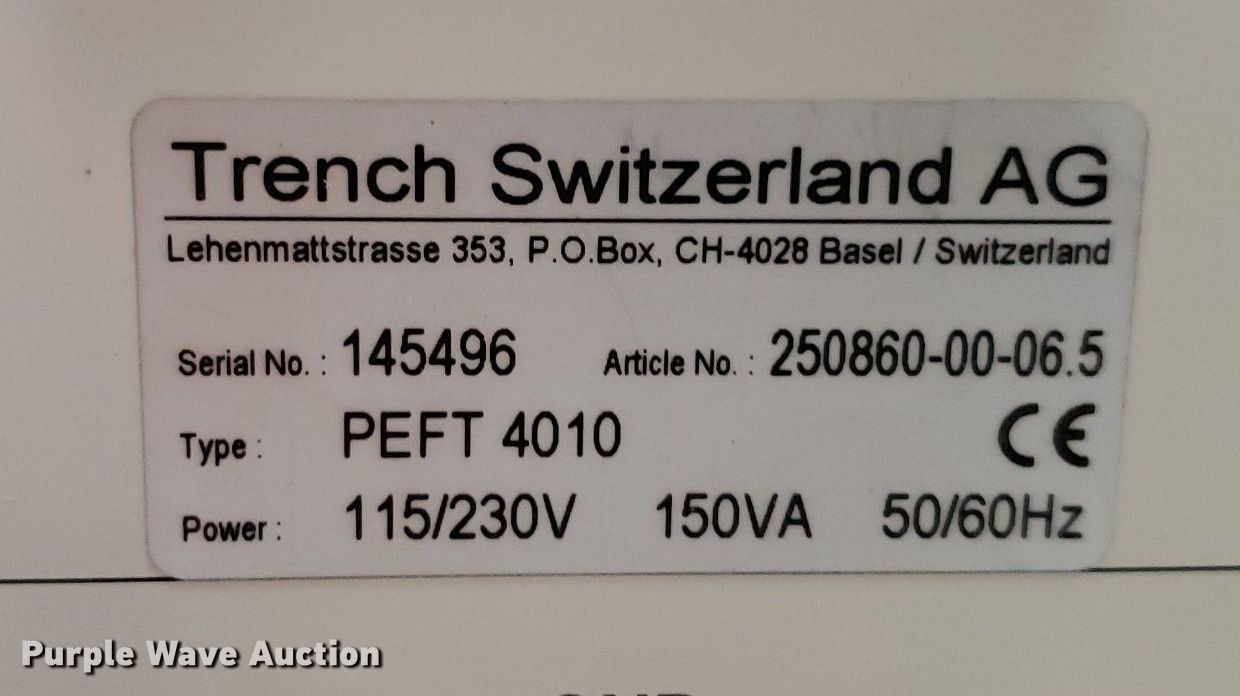 Trench Switzerland AG
Lehenmattstrasse 353, P.O.Box, CH-4028 Basel / Switzerland
Serial No. : 145496 Article No. : 250860-00-06.5
Type : PEFT 4010 CE
Power : 115/230V 150VA 50/60Hz
Purple Wave Auction